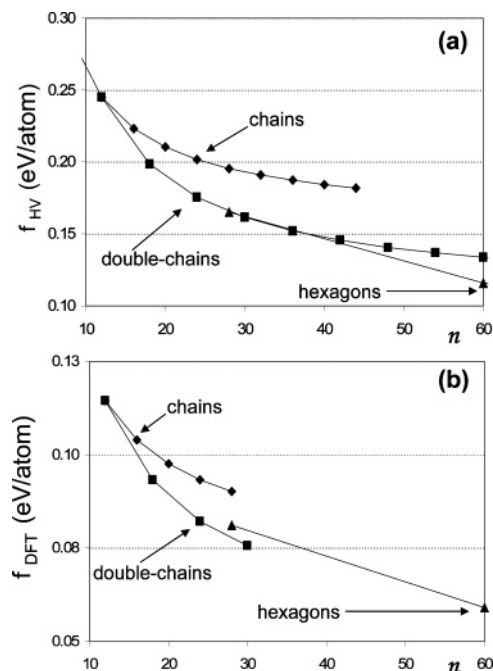 (a)
0.30
0.25
0.20
0.15
0.10
f HV (eV/atom)
chains
double-chains
hexagons
10 20 30 40 50 60
n
(b)
0.13
0.10
0.08
0.05
f DFT (eV/atom)
chains
double-chains
hexagons
10 20 30 40 50 60
n